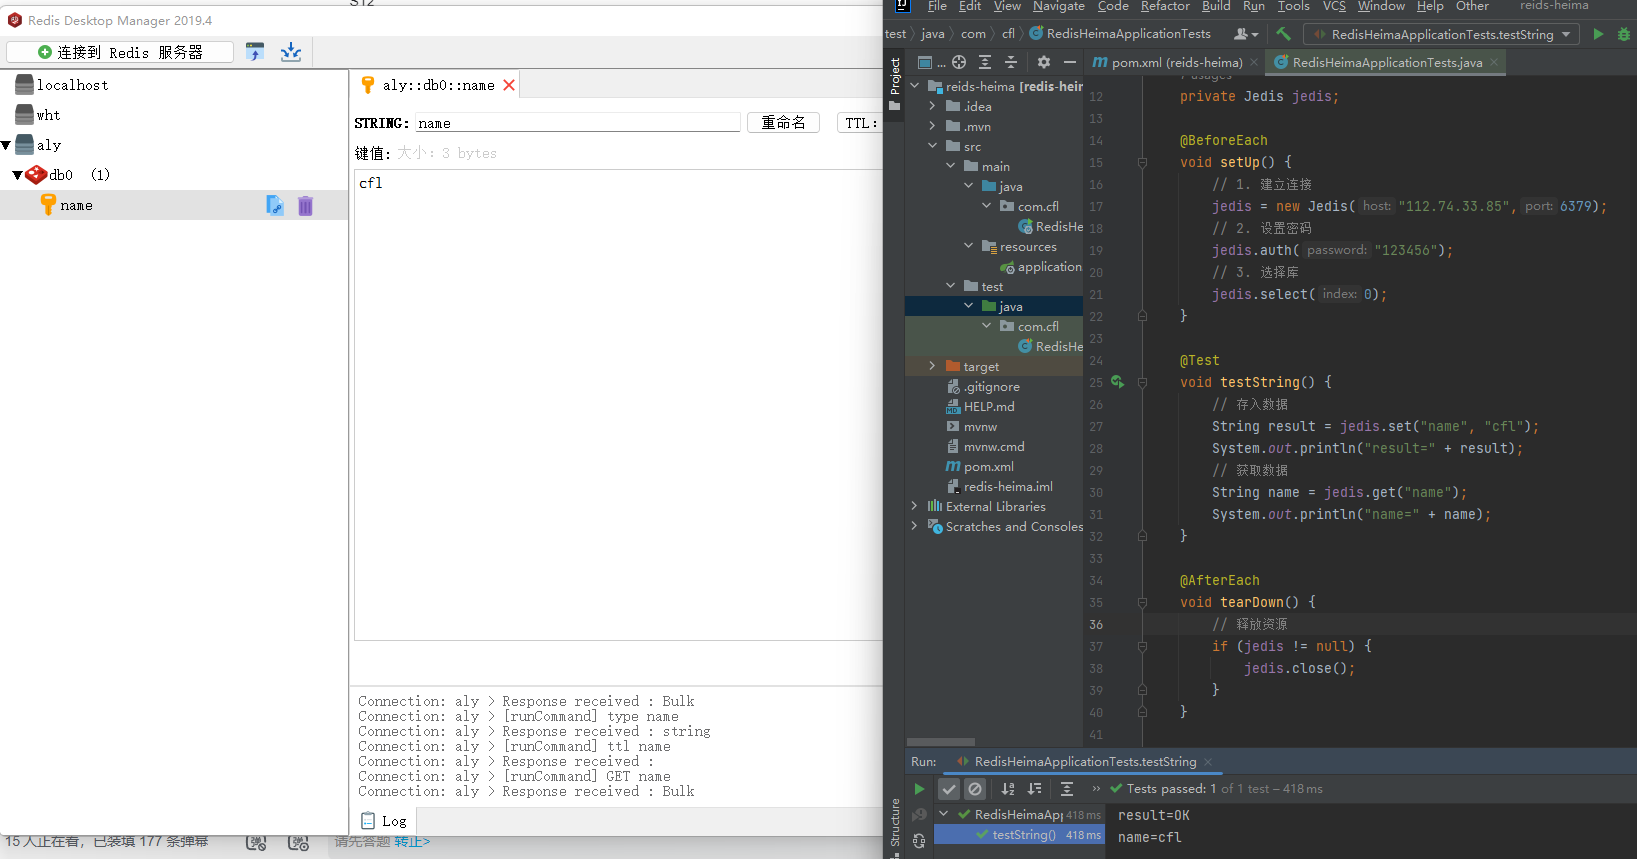 Redis Desktop Manager 2019.4
连接到 Redis 服务器
localhost
wht
aly
db0 (1)
name
aly::db0::name
STRING: name 重命名 TTL:
键值: 大小: 3 bytes
cfl
Connection: aly > Response received : Bulk
Connection: aly > [runCommand] type name
Connection: aly > Response received : string
Connection: aly > [runCommand] ttl name
Connection: aly > Response received :
Connection: aly > [runCommand] GET name
Connection: aly > Response received : Bulk
Log
15 人正在看，已装填 177 条弹幕
请先答题 转正>
File Edit View Navigate Code Refactor Build Run Tools VCS Window Help Other reids-heima
test java com cfl RedisHeimaApplicationTests RedisHeimaApplicationTests.testString
Project
... pom.xml (reids-heima) RedisHeimaApplicationTests.java
reids-heima [redis-hei
.idea
.mvn
src
main
java
com.cfl
RedisHe
resources
application
test
java
com.cfl
RedisHe
target
.gitignore
HELP.md
mvnw
mvnw.cmd
pom.xml
redis-heima.iml
External Libraries
Scratches and Consoles
12 private Jedis jedis;
13
14 @BeforeEach
15 void setUp() {
16 // 1. 建立连接
17 jedis = new Jedis( host: "112.74.33.85", port: 6379);
18 // 2. 设置密码
19 jedis.auth( password: "123456");
20 // 3. 选择库
21 jedis.select( index: 0);
22 }
23
24 @Test
25 void testString() {
26 // 存入数据
27 String result = jedis.set("name", "cfl");
28 System.out.println("result=" + result);
29 // 获取数据
30 String name = jedis.get("name");
31 System.out.println("name=" + name);
32 }
33
34 @AfterEach
35 void tearDown() {
36 // 释放资源
37 if (jedis != null) {
38 jedis.close();
39 }
40 }
41
Run: RedisHeimaApplicationTests.testString
Tests passed: 1 of 1 test – 418 ms
Structure
RedisHeimaApp 418 ms
testString() 418 ms
result=OK
name=cfl